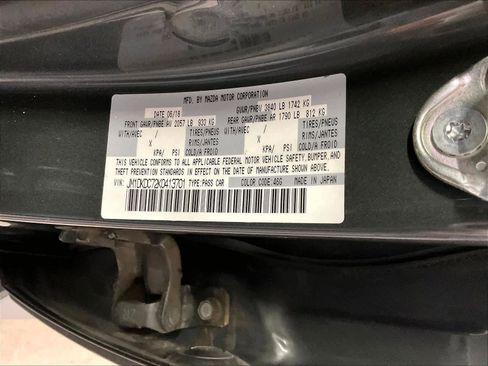 MFD. BY MAZDA MOTOR CORPORATION
DATE 06/18 GVWR/PNBV 3840 LB 1742 KG
FRONT GAWR/PNBE AV 2057 LB 933 KG REAR GAWR/PNBE AR 1790 LB 812 KG
WITH/AVEC / TIRES/PNEUS WITH/AVEC / TIRES/PNEUS
X RIMS/JANTES X RIMS/JANTES
KPA/ PSI COLD/A FROID KPA/ PSI COLD/A FROID
THIS VEHICLE CONFORMS TO ALL APPLICABLE FEDERAL MOTOR VEHICLE SAFETY, BUMPER, AND
THEFT PREVENTION STANDARDS IN EFFECT ON THE DATE OF MANUFACTURE SHOWN ABOVE.
VIN: JM1DKDC72K0413701 TYPE: PASS CAR COLOR CODE: 46G MADE IN JAPAN